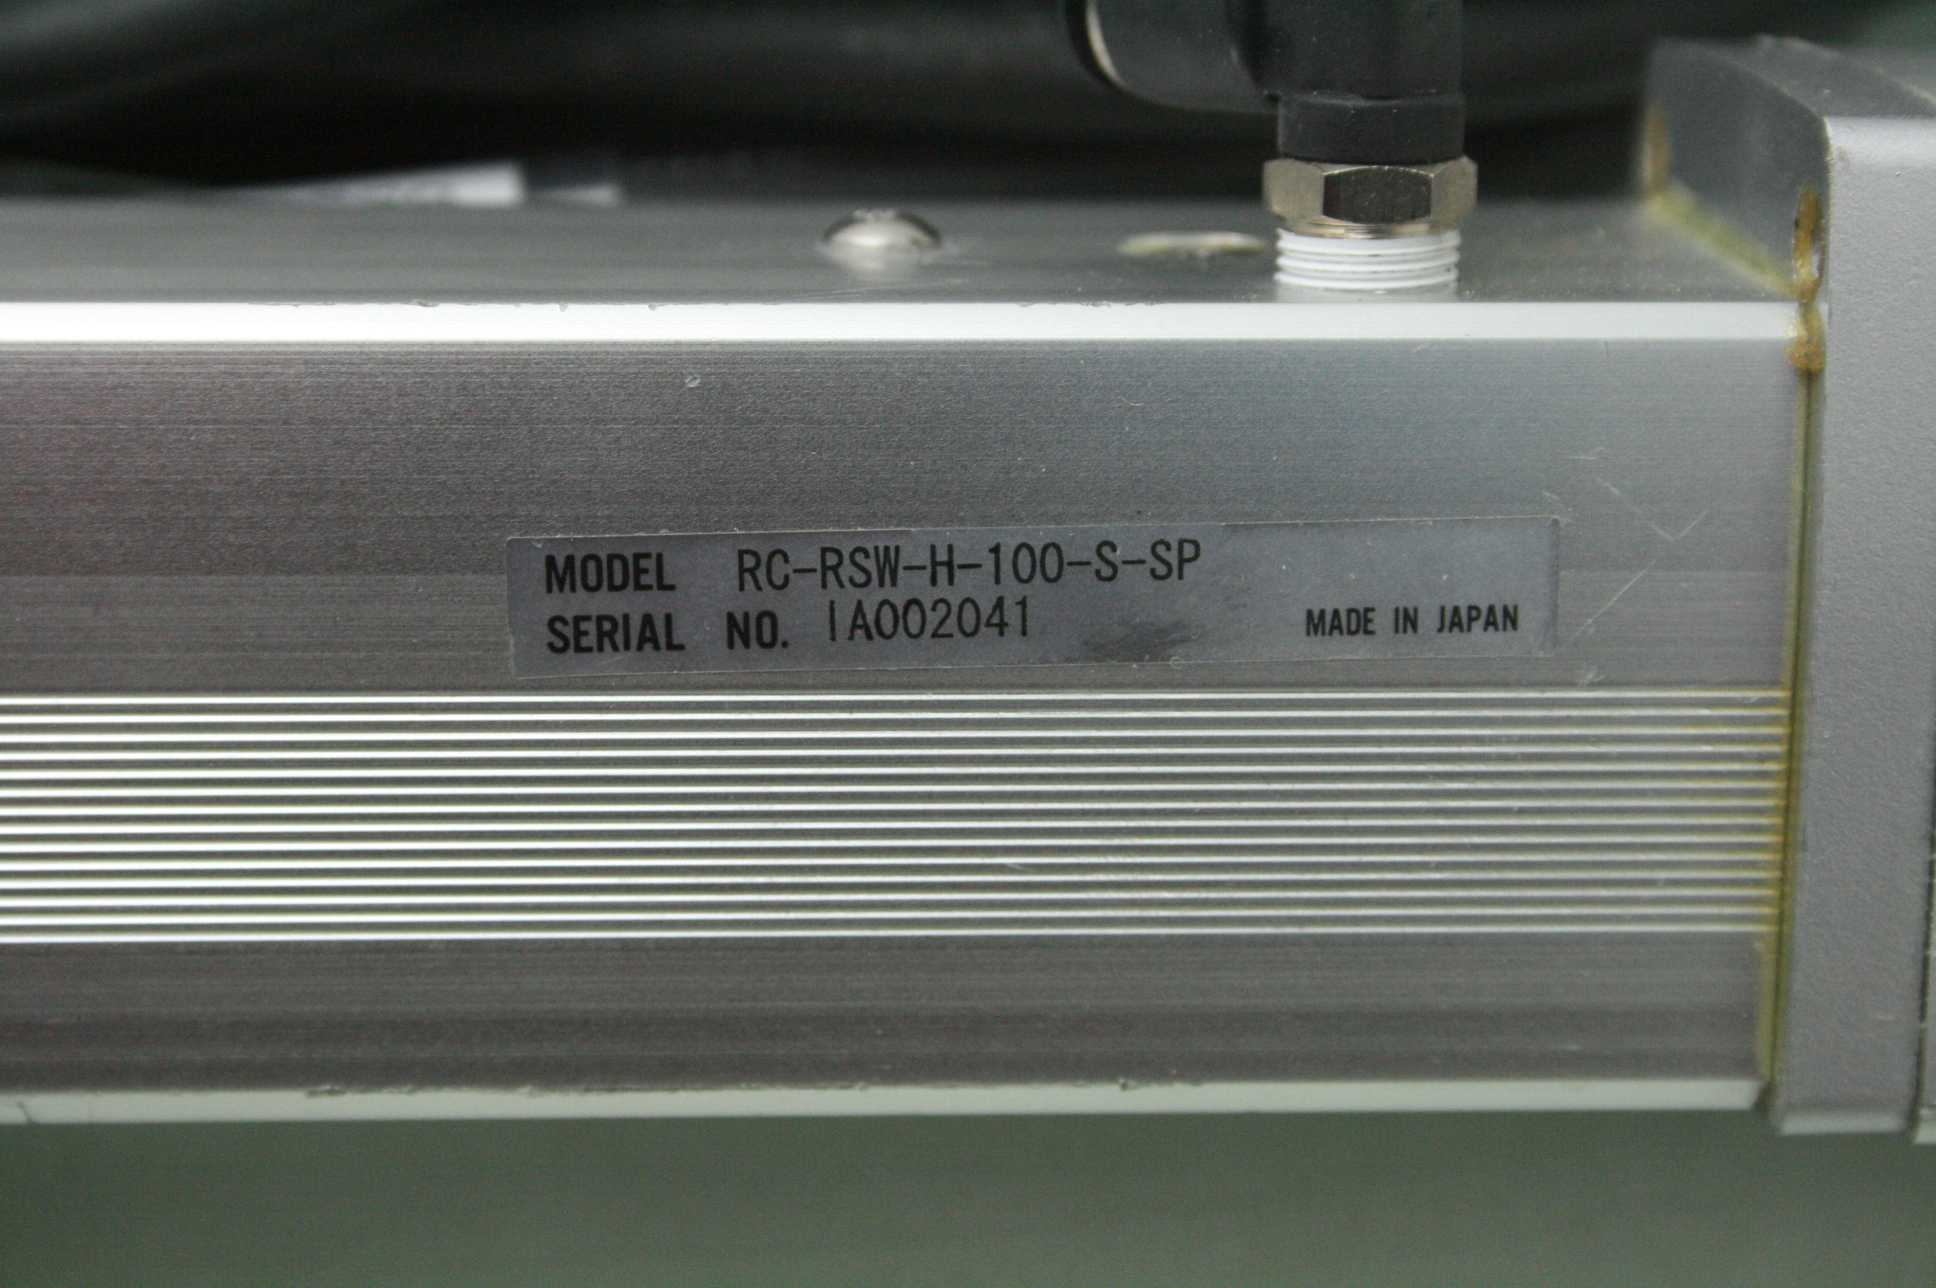 MODEL RC-RSW-H-100-S-SP
SERIAL NO. IA002041 MADE IN JAPAN